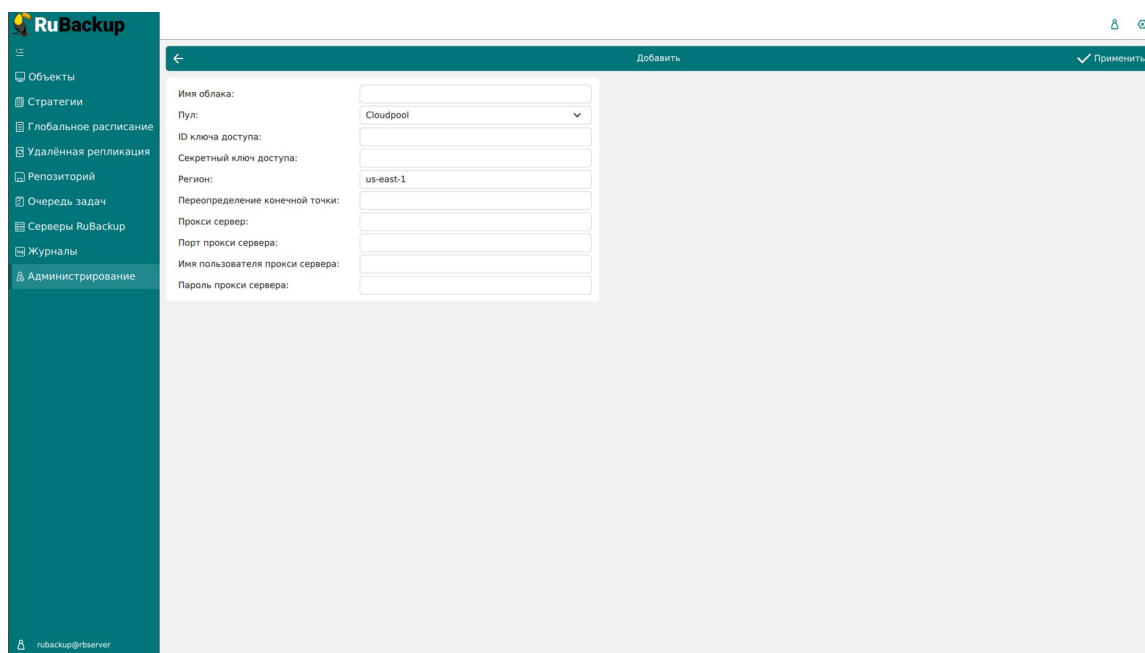 RuBackup
Объекты
Стратегии
Глобальное расписание
Удалённая репликация
Репозиторий
Очередь задач
Серверы RuBackup
Журналы
Администрирование
rubackup@rbserver
Добавить
Применить
Имя облака:
Пул: Cloudpool
ID ключа доступа:
Секретный ключ доступа:
Регион: us-east-1
Переопределение конечной точки:
Прокси сервер:
Порт прокси сервера:
Имя пользователя прокси сервера:
Пароль прокси сервера: